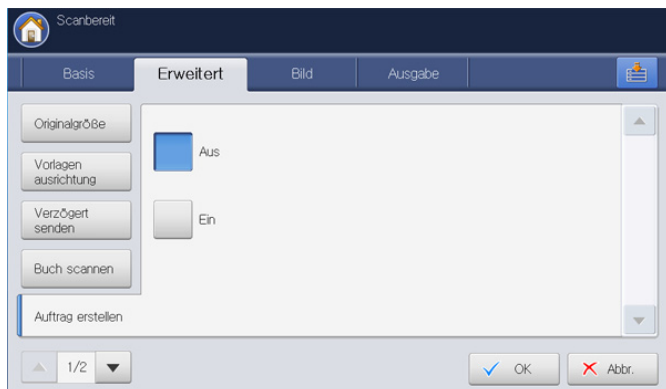 Scanbereit
Basis
Erweitert
Bild
Ausgabe
Originalgröße
Vorlagen
ausrichtung
Verzögert
senden
Buch scannen
Auftrag erstellen
Aus
Ein
1/2
OK
Abbr.